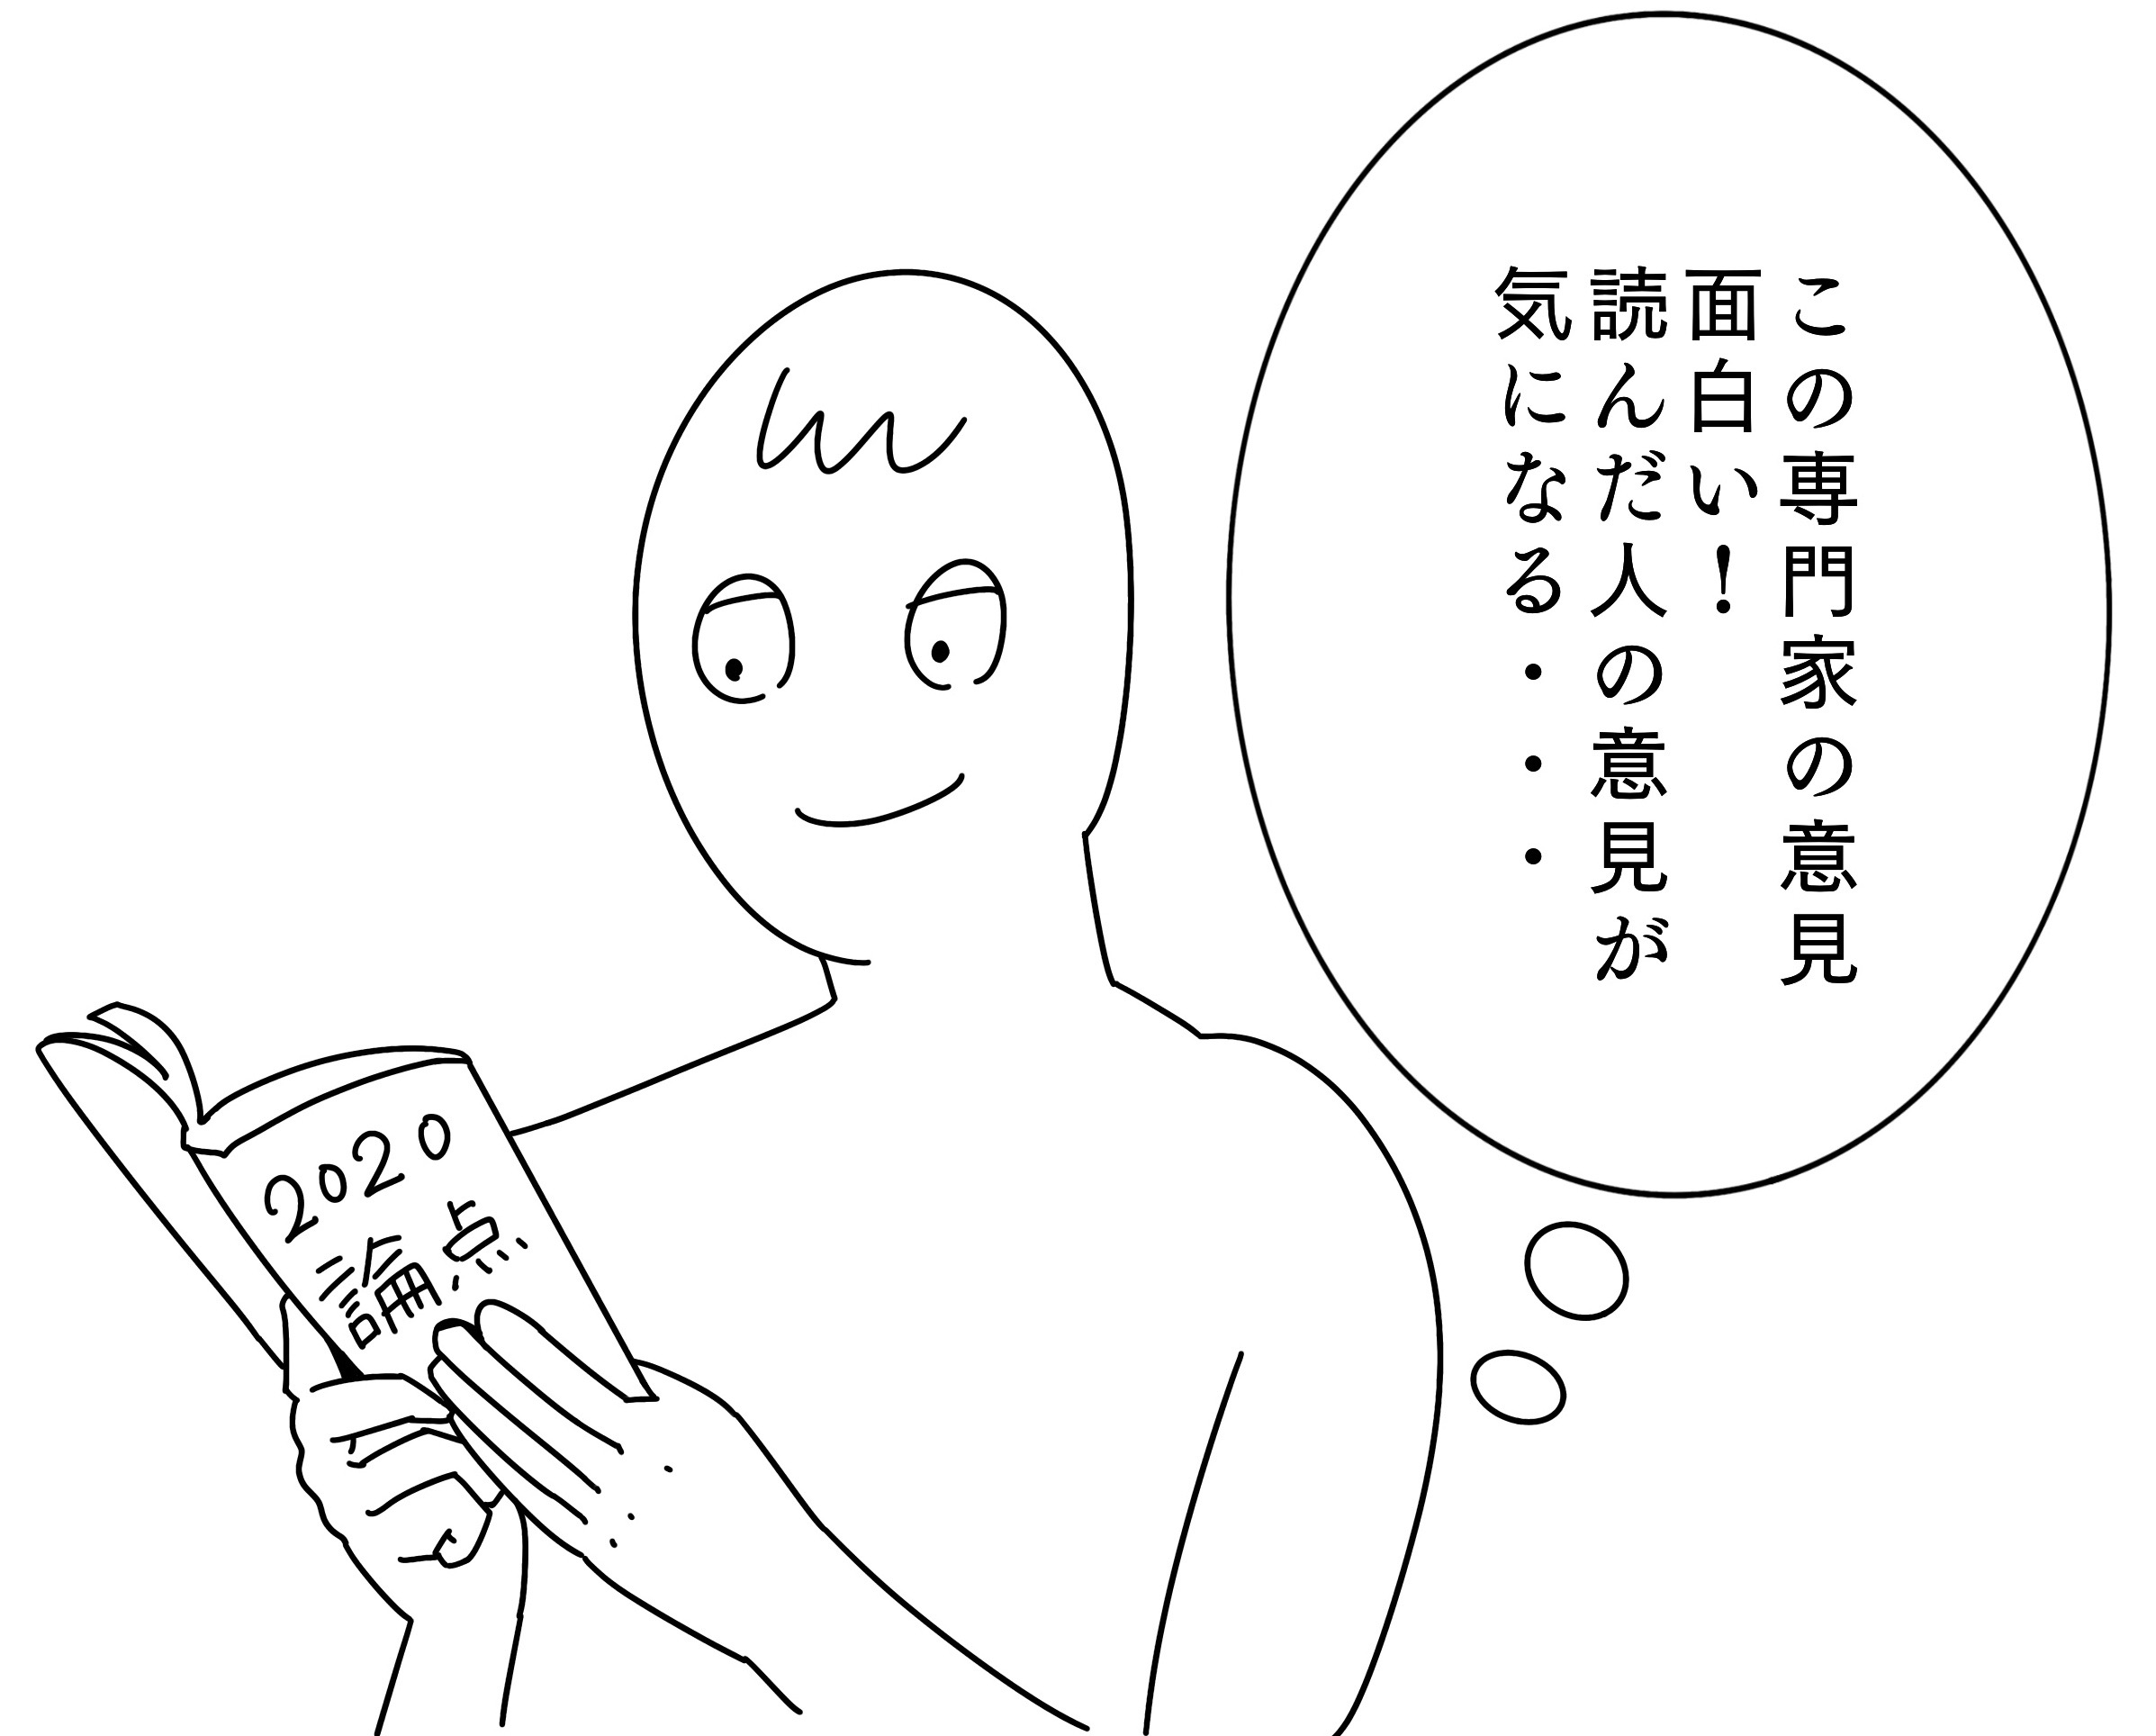 この専門家の意見
面白い！
読んだ人の意見が
気になる・・・
2020
論点